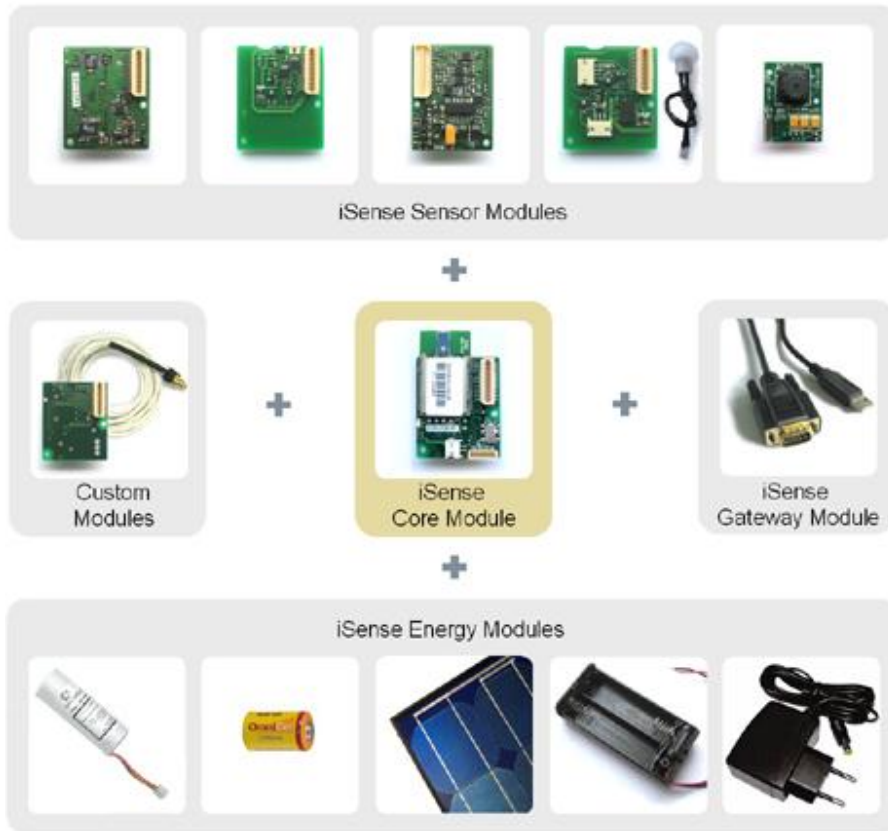 iSense Sensor Modules
Custom
Modules
iSense
Core Module
iSense
Gateway Module
iSense Energy Modules